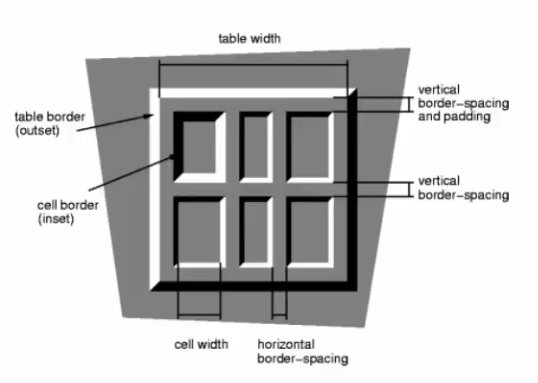 table width
vertical
border-spacing
and padding
table border
(outset)
vertical
border-spacing
cell border
(inset)
cell width
horizontal
border-spacing